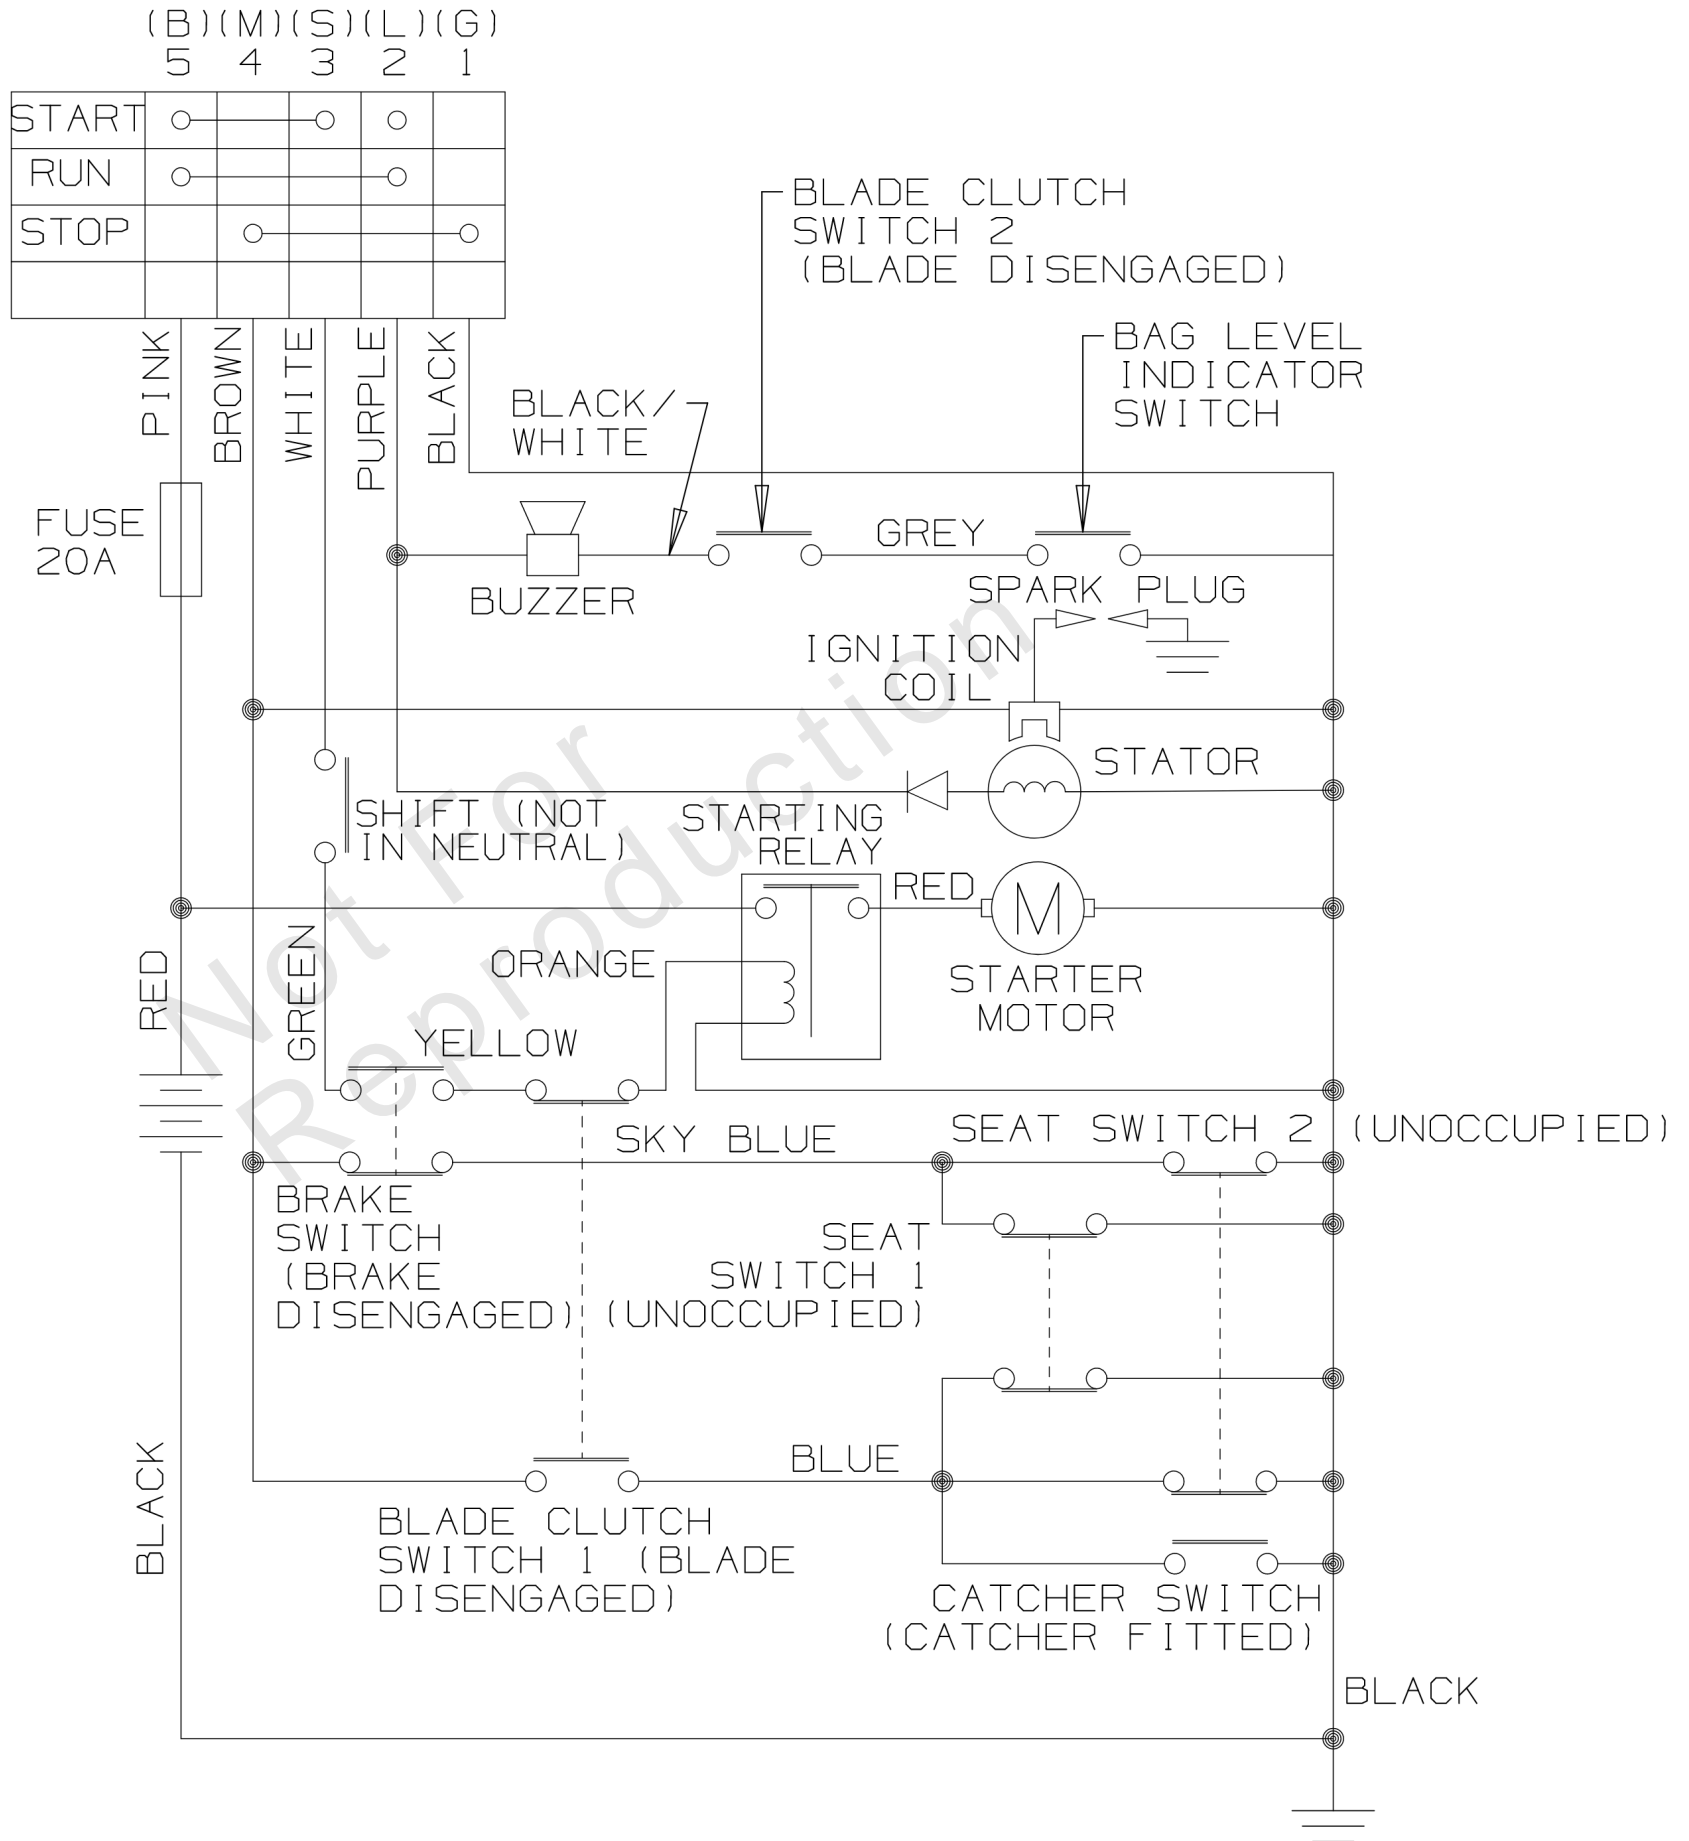 (B)(M)(S)(L)(G)
5 4 3 2 1
START
RUN
STOP
PINK
BROWN
WHITE
PURPLE
BLACK
FUSE
20A
BLACK/
WHITE
BLADE CLUTCH
SWITCH 2
(BLADE DISENGAGED)
BAG LEVEL
INDICATOR
SWITCH
GREY
BUZZER
SPARK PLUG
IGNITION
COIL
STATOR
SHIFT (NOT
IN NEUTRAL)
STARTING
RELAY
RED
M
STARTER
MOTOR
ORANGE
RED
GREEN
YELLOW
SKY BLUE
SEAT SWITCH 2 (UNOCCUPIED)
BRAKE
SWITCH
(BRAKE
DISENGAGED)
SEAT
SWITCH 1
(UNOCCUPIED)
BLACK
BLUE
BLADE CLUTCH
SWITCH 1 (BLADE
DISENGAGED)
CATCHER SWITCH
(CATCHER FITTED)
BLACK
Not For
Reproduction